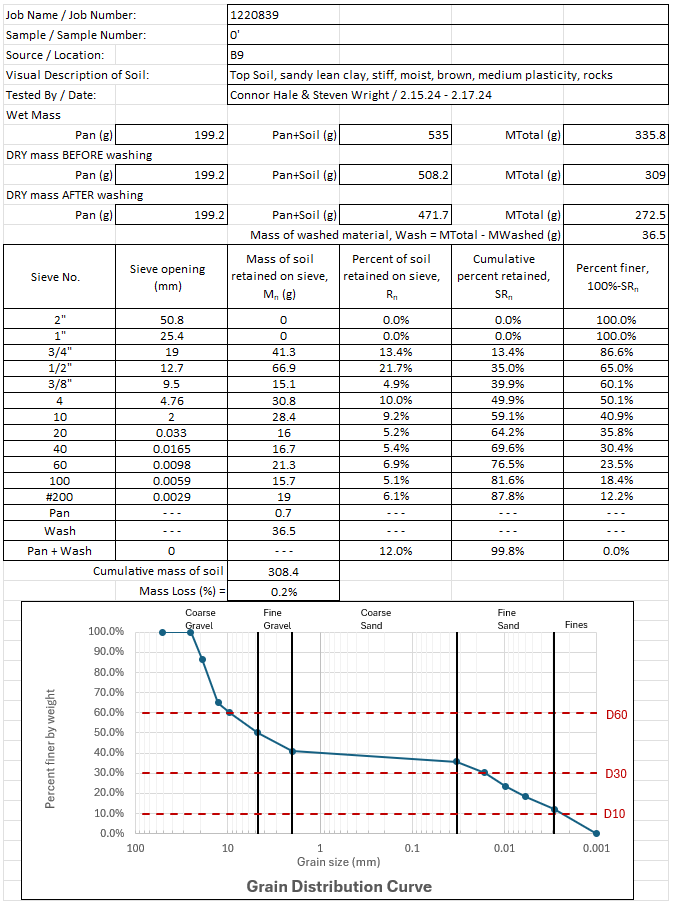 Job Name / Job Number: 1220839
Sample / Sample Number: 0'
Source / Location: B9
Visual Description of Soil: Top Soil, sandy lean clay, stiff, moist, brown, medium plasticity, rocks
Tested By / Date: Connor Hale & Steven Wright / 2.15.24 - 2.17.24
Wet Mass
Pan (g) 199.2 Pan+Soil (g) 535 MTotal (g) 335.8
DRY mass BEFORE washing
Pan (g) 199.2 Pan+Soil (g) 508.2 MTotal (g) 309
DRY mass AFTER washing
Pan (g) 199.2 Pan+Soil (g) 471.7 MTotal (g) 272.5
Mass of washed material, Wash = MTotal - MWashed (g) 36.5
Sieve No. Sieve opening (mm) Mass of soil retained on sieve, Mn (g) Percent of soil retained on sieve, Rn Cumulative percent retained, SRn Percent finer, 100%-SRn
2" 50.8 0 0.0% 0.0% 100.0%
1" 25.4 0 0.0% 0.0% 100.0%
3/4" 19 41.3 13.4% 13.4% 86.6%
1/2" 12.7 66.9 21.7% 35.0% 65.0%
3/8" 9.5 15.1 4.9% 39.9% 60.1%
4 4.76 30.8 10.0% 49.9% 50.1%
10 2 28.4 9.2% 59.1% 40.9%
20 0.033 16 5.2% 64.2% 35.8%
40 0.0165 16.7 5.4% 69.6% 30.4%
60 0.0098 21.3 6.9% 76.5% 23.5%
100 0.0059 15.7 5.1% 81.6% 18.4%
#200 0.0029 19 6.1% 87.8% 12.2%
Pan - - - 0.7 - - - - - - - - -
Wash - - - 36.5 - - - - - - - - -
Pan + Wash 0 - - - 12.0% 99.8% 0.0%
Cumulative mass of soil 308.4
Mass Loss (%) = 0.2%
Coarse Gravel
Fine Gravel
Coarse Sand
Fine Sand
Fines
100.0%
90.0%
80.0%
70.0%
60.0%
50.0%
40.0%
30.0%
20.0%
10.0%
0.0%
Percent finer by weight
D60
D30
D10
100 10 1 0.1 0.01 0.001
Grain size (mm)
Grain Distribution Curve